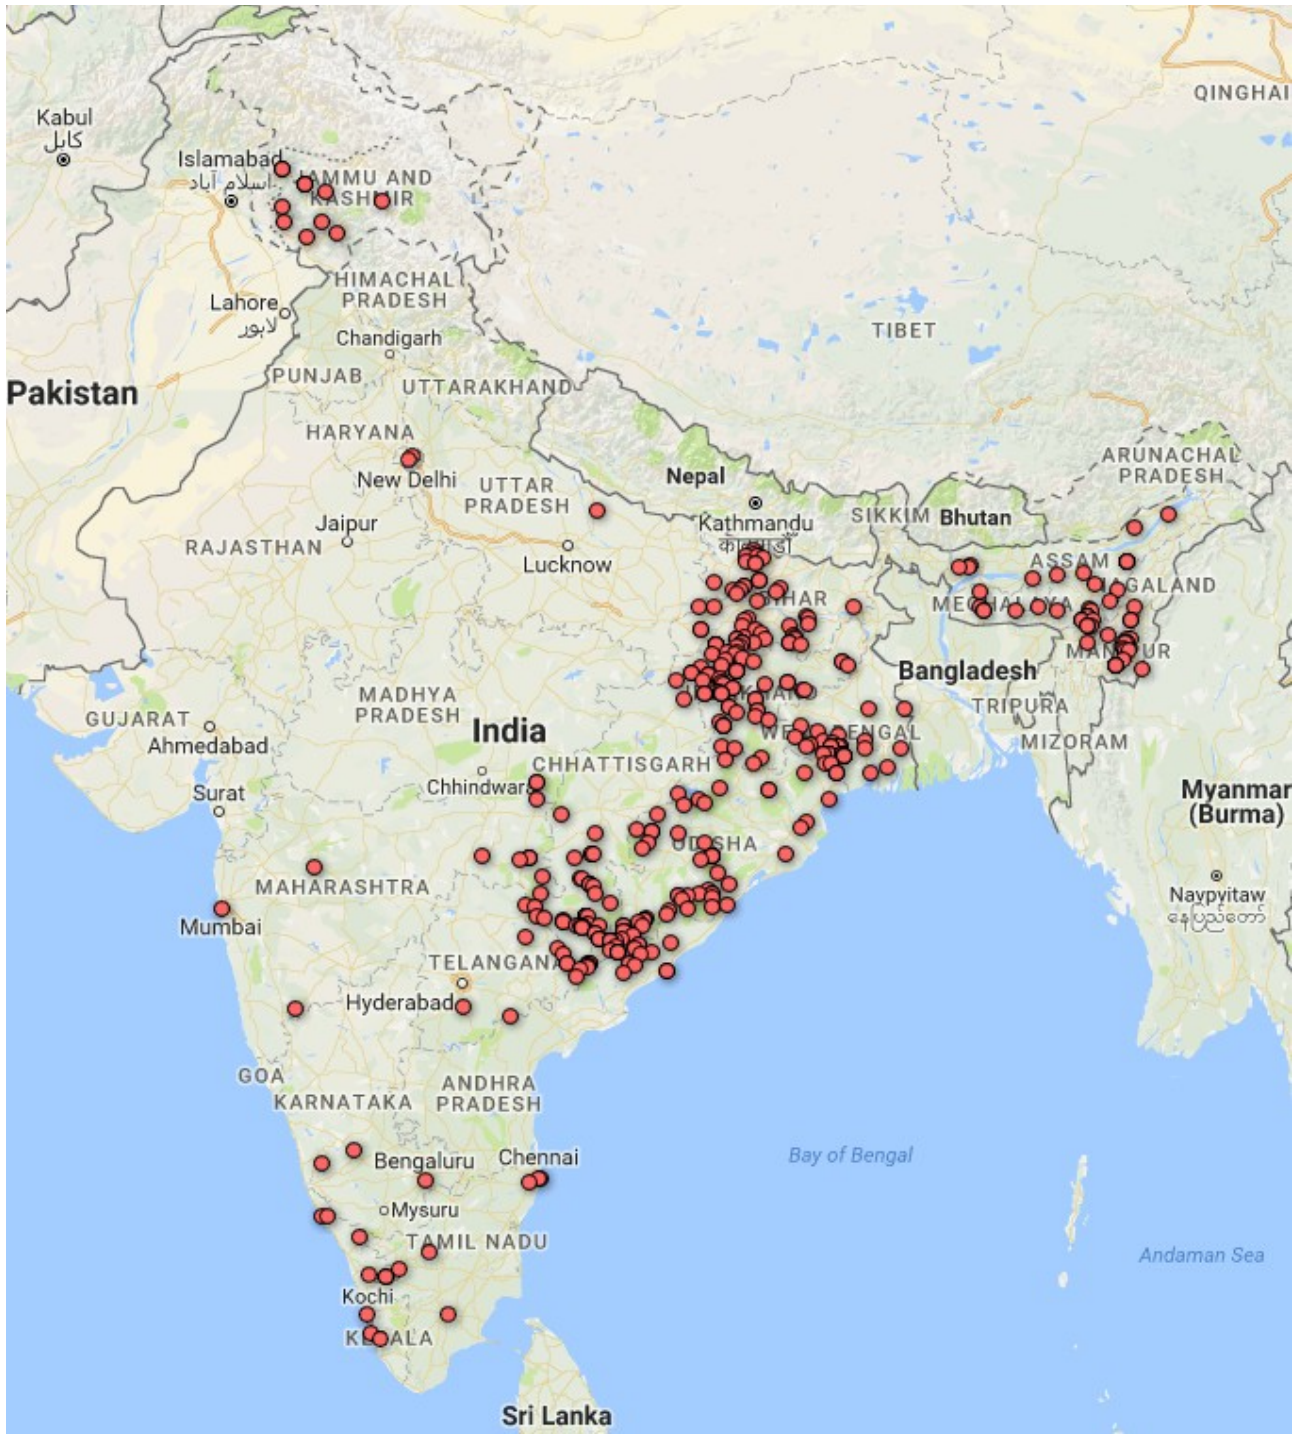 QINGHAI
Kabul
کابل
Islamabad
اسلام آباد
JAMMU AND
KASHMIR
HIMACHAL
PRADESH
Lahore
لاہور
Chandigarh
TIBET
PUNJAB
UTTARAKHAND
Pakistan
HARYANA
New Delhi
Nepal
ARUNACHAL
PRADESH
UTTAR
PRADESH
Kathmandu
SIKKIM
Bhutan
Jaipur
RAJASTHAN
Lucknow
ASSAM
NAGALAND
BIHAR
MEGHALAYA
Bangladesh
MANIPUR
MADHYA
PRADESH
TRIPURA
GUJARAT
Ahmedabad
India
WEST BENGAL
MIZORAM
CHHATTISGARH
Chhindwara
Surat
Myanmar
(Burma)
ODISHA
MAHARASHTRA
Naypyitaw
နေပြည်တော်
Mumbai
TELANGANA
Hyderabad
GOA
KARNATAKA
ANDHRA
PRADESH
Bengaluru
Chennai
Bay of Bengal
Mysuru
TAMIL NADU
Andaman Sea
Kochi
KERALA
Sri Lanka